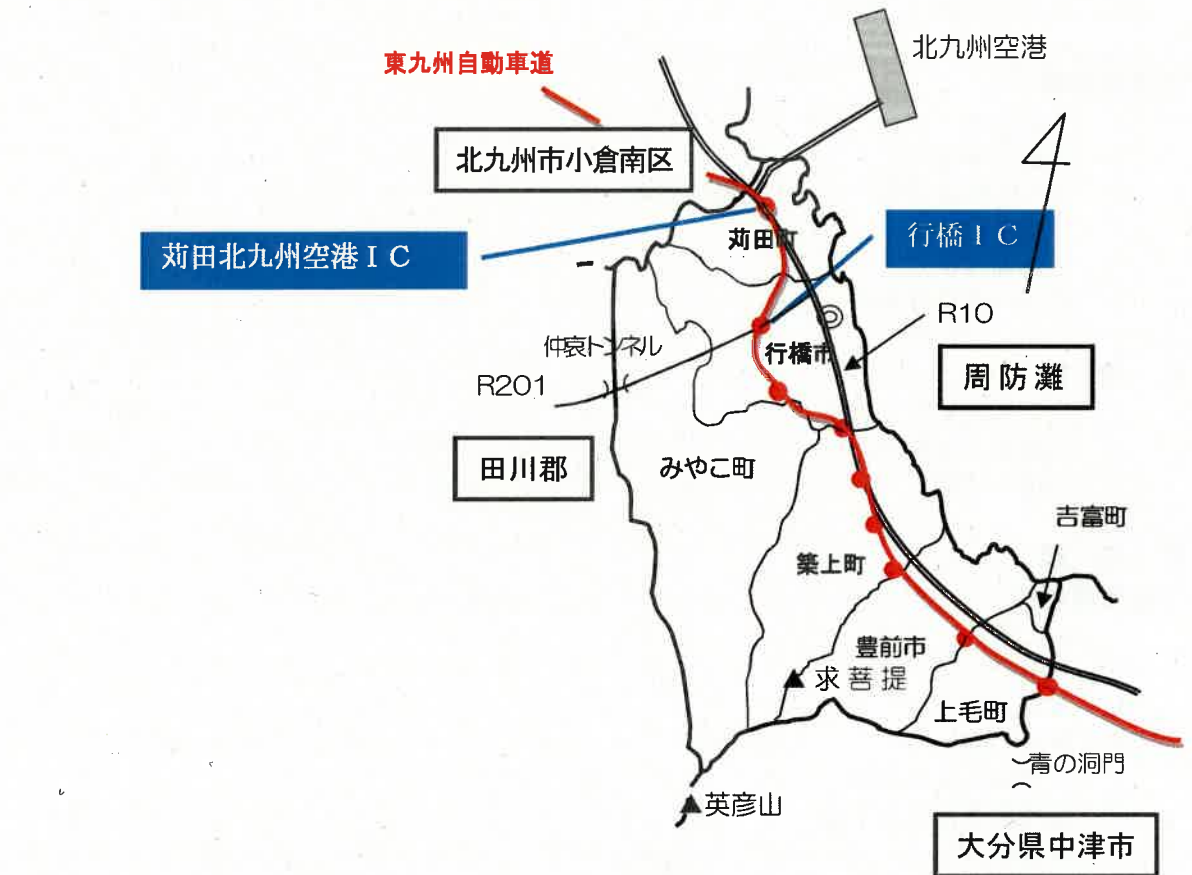 北九州空港
東九州自動車道
北九州市小倉南区
苅田町
行橋ＩＣ
苅田北九州空港ＩＣ
R10
仲哀トンネル
行橋市
周防灘
R201
田川郡
みやこ町
吉富町
築上町
豊前市
求菩提
上毛町
青の洞門
英彦山
大分県中津市